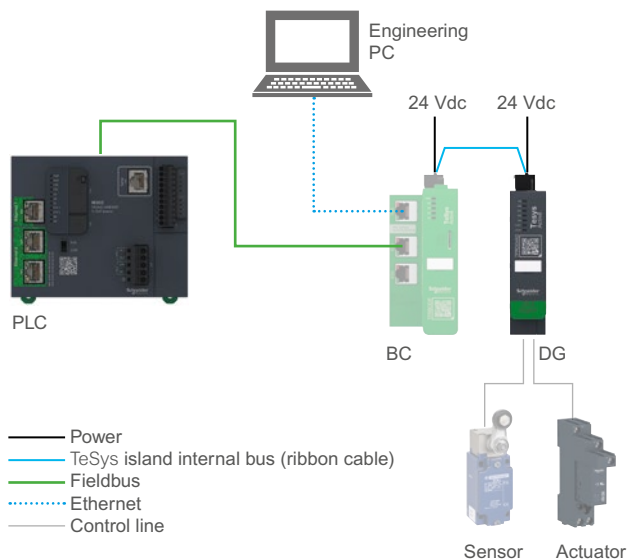 Engineering
PC
24 Vdc
24 Vdc
TeSys
PLC
BC
DG
Power
TeSys island internal bus (ribbon cable)
Fieldbus
Ethernet
Control line
Sensor
Actuator